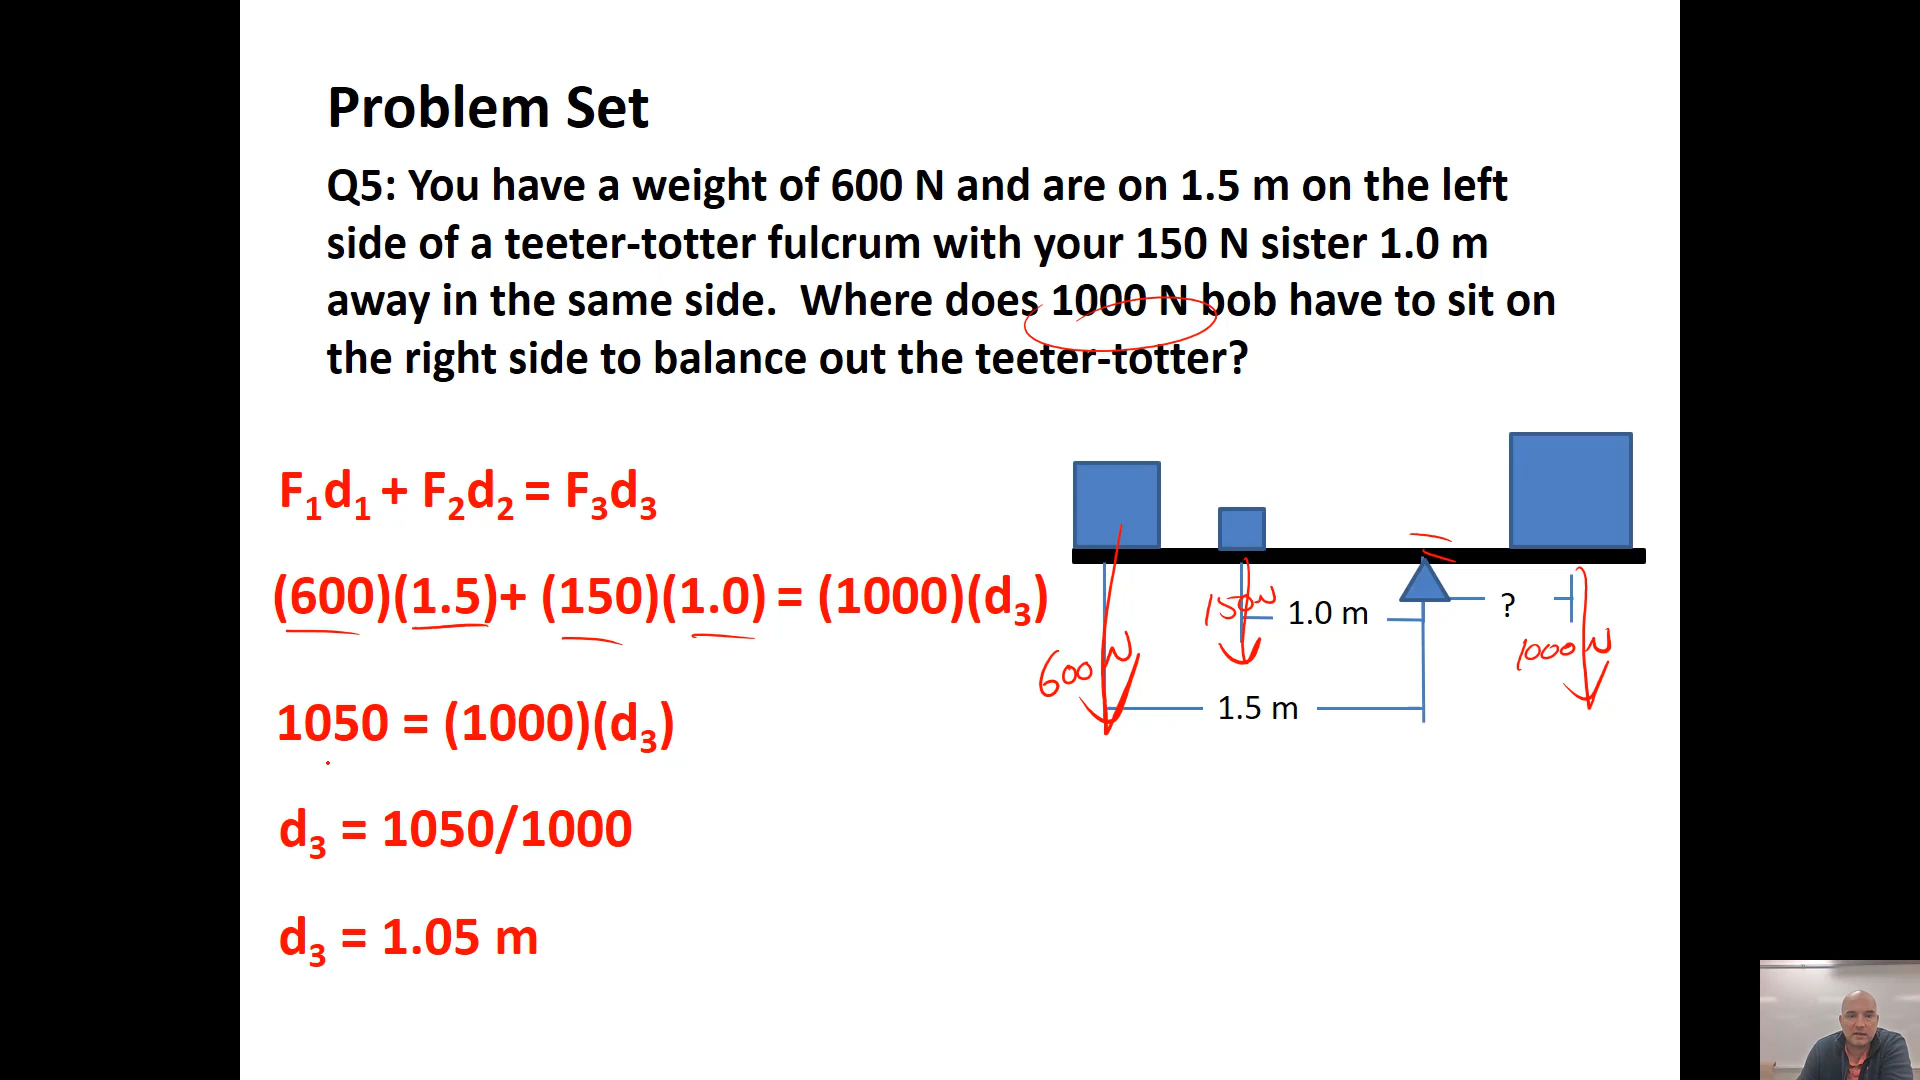 Problem Set
Q5: You have a weight of 600 N and are on 1.5 m on the left
side of a teeter-totter fulcrum with your 150 N sister 1.0 m
away in the same side.  Where does 1000 N bob have to sit on
the right side to balance out the teeter-totter?
F₁d₁ + F₂d₂ = F₃d₃
(600)(1.5)+ (150)(1.0) = (1000)(d₃)
1050 = (1000)(d₃)
d₃ = 1050/1000
d₃ = 1.05 m
150N
1.0 m
?
600 N
1000 N
1.5 m